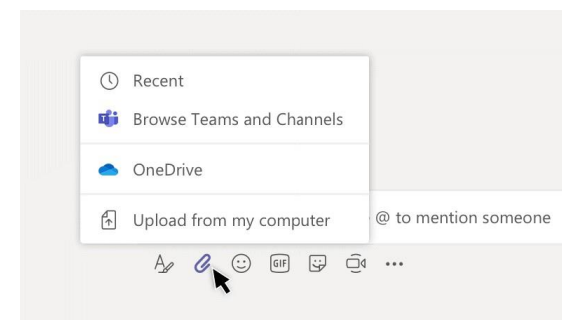 Recent
Browse Teams and Channels
OneDrive
Upload from my computer
@ to mention someone
GIF